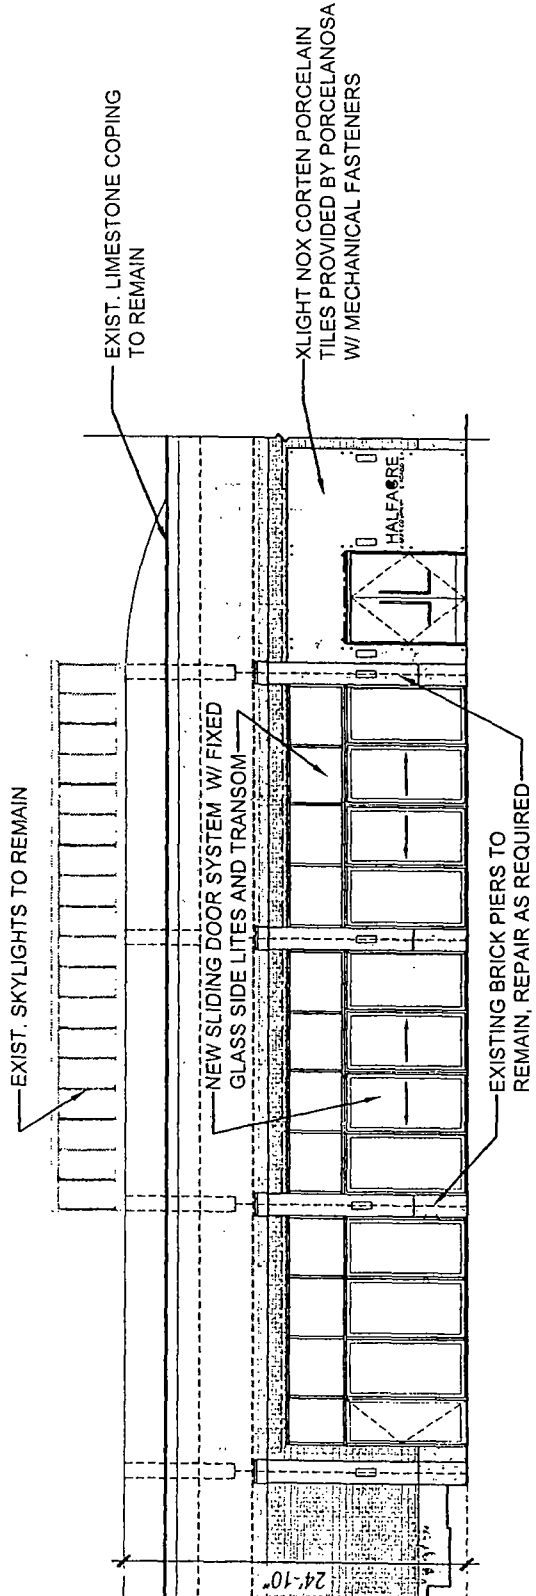 EXIST. SKYLIGHTS TO REMAIN
EXIST. LIMESTONE COPING
TO REMAIN
NEW SLIDING DOOR SYSTEM W/ FIXED
GLASS SIDE LITES AND TRANSOM
XLIGHT NOX CORTEN PORCELAIN
TILES PROVIDED BY PORCELANOSA
W/ MECHANICAL FASTENERS
HALFACRE
EXISTING BRICK PIERS TO
REMAIN, REPAIR AS REQUIRED
24'-10"